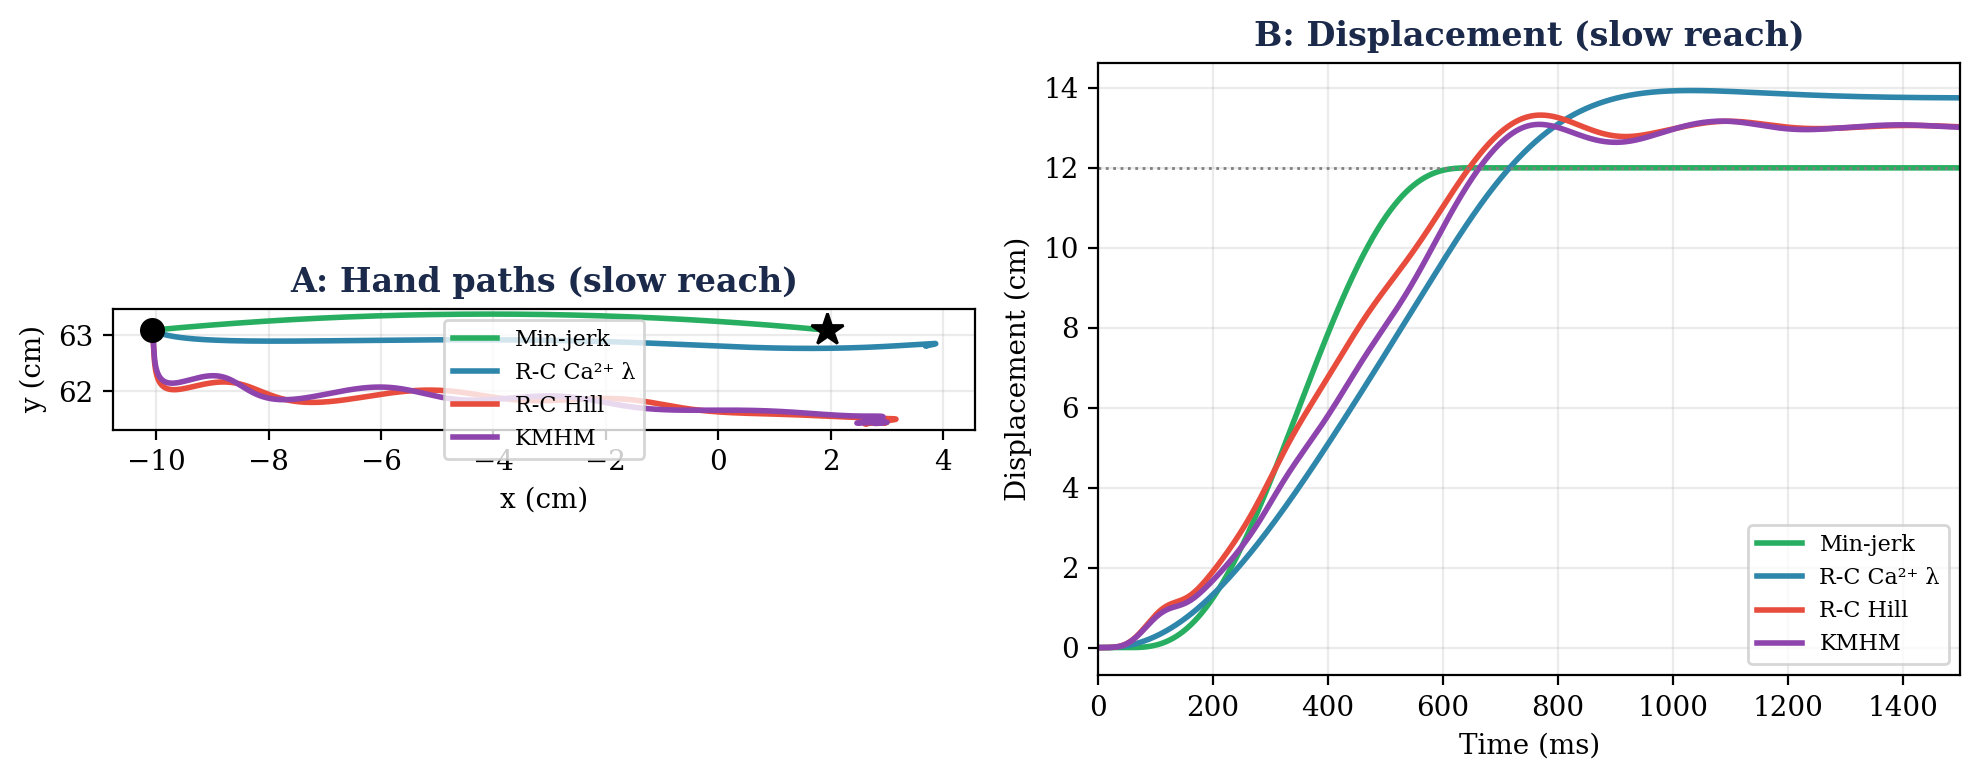 A: Hand paths (slow reach)
63
62
y (cm)
Min-jerk
R-C Ca²⁺ λ
R-C Hill
KMHM
−10 −8 −6 −4 −2 0 2 4
x (cm)
B: Displacement (slow reach)
14
12
10
8
6
4
2
0
Displacement (cm)
Min-jerk
R-C Ca²⁺ λ
R-C Hill
KMHM
0 200 400 600 800 1000 1200 1400
Time (ms)